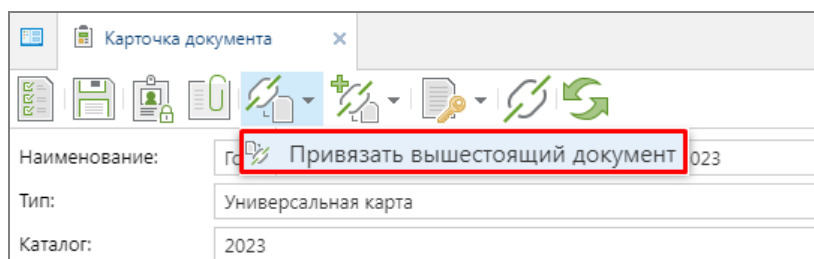 Карточка документа
Привязать вышестоящий документ
Наименование: 023
Тип: Универсальная карта
Каталог: 2023